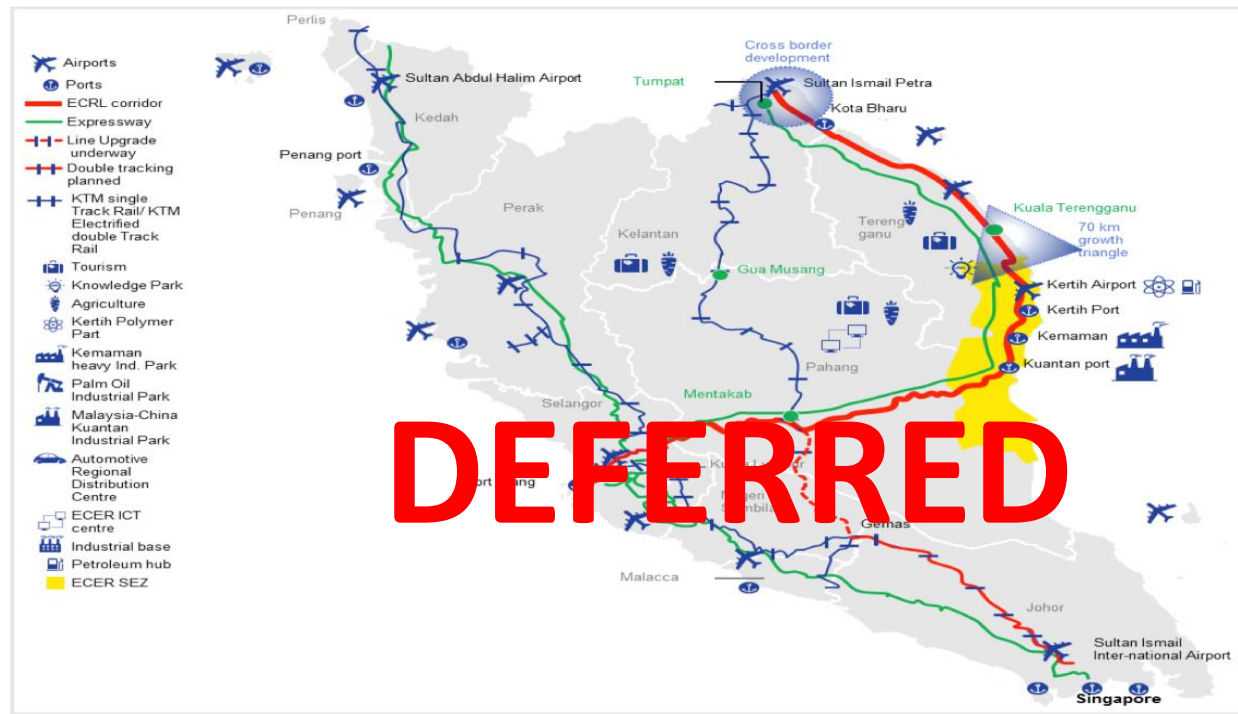 Perlis
Airports
Ports
ECRL corridor
Expressway
Line Upgrade
underway
Double tracking
planned
KTM single
Track Rail/ KTM
Electrified
double Track
Rail
Tourism
Knowledge Park
Agriculture
Kertih Polymer
Part
Kemaman
heavy Ind. Park
Palm Oil
Industrial Park
Malaysia-China
Kuantan
Industrial Park
Automotive
Regional
Distribution
Centre
ECER ICT
centre
Industrial base
Petroleum hub
ECER SEZ
Cross border
development
Sultan Abdul Halim Airport
Tumpat
Sultan Ismail Petra
Kota Bharu
Kedah
Penang port
Penang
Perak
Kelantan
Tereng
ganu
Kuala Terengganu
70 km
growth
triangle
Gua Musang
Kertih Airport
Kertih Port
Kemaman
Kuantan port
Pahang
Mentakab
Selangor
DEFERRED
Gemas
Malacca
Johor
Sultan Ismail
Inter-national Airport
Singapore